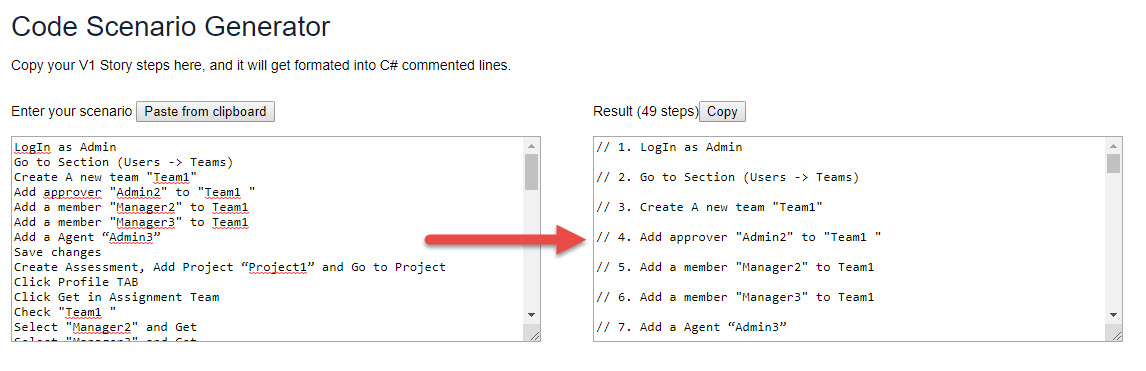 Code Scenario Generator
Copy your V1 Story steps here, and it will get formated into C# commented lines.
Enter your scenario Paste from clipboard
LogIn as Admin
Go to Section (Users -> Teams)
Create A new team "Team1"
Add approver "Admin2" to "Team1 "
Add a member "Manager2" to Team1
Add a member "Manager3" to Team1
Add a Agent “Admin3”
Save changes
Create Assessment, Add Project “Project1” and Go to Project
Click Profile TAB
Click Get in Assignment Team
Check "Team1 "
Select "Manager2" and Get
Select "Manager3" and Get
Result (49 steps) Copy
// 1. LogIn as Admin
// 2. Go to Section (Users -> Teams)
// 3. Create A new team "Team1"
// 4. Add approver "Admin2" to "Team1 "
// 5. Add a member "Manager2" to Team1
// 6. Add a member "Manager3" to Team1
// 7. Add a Agent “Admin3”